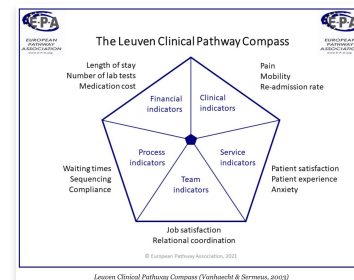 E-P-A
EUROPEAN
PATHWAY
ASSOCIATION
E-P-A
EUROPEAN
PATHWAY
ASSOCIATION
The Leuven Clinical Pathway Compass
Length of stay
Number of lab tests
Medication cost
Pain
Mobility
Re-admission rate
Financial
indicators
Clinical
indicators
Process
indicators
Service
indicators
Team
indicators
Waiting times
Sequencing
Compliance
Patient satisfaction
Patient experience
Anxiety
Job satisfaction
Relational coordination
© European Pathway Association, 2021
Leuven Clinical Pathway Compass (Vanhaecht & Sermeus, 2003)